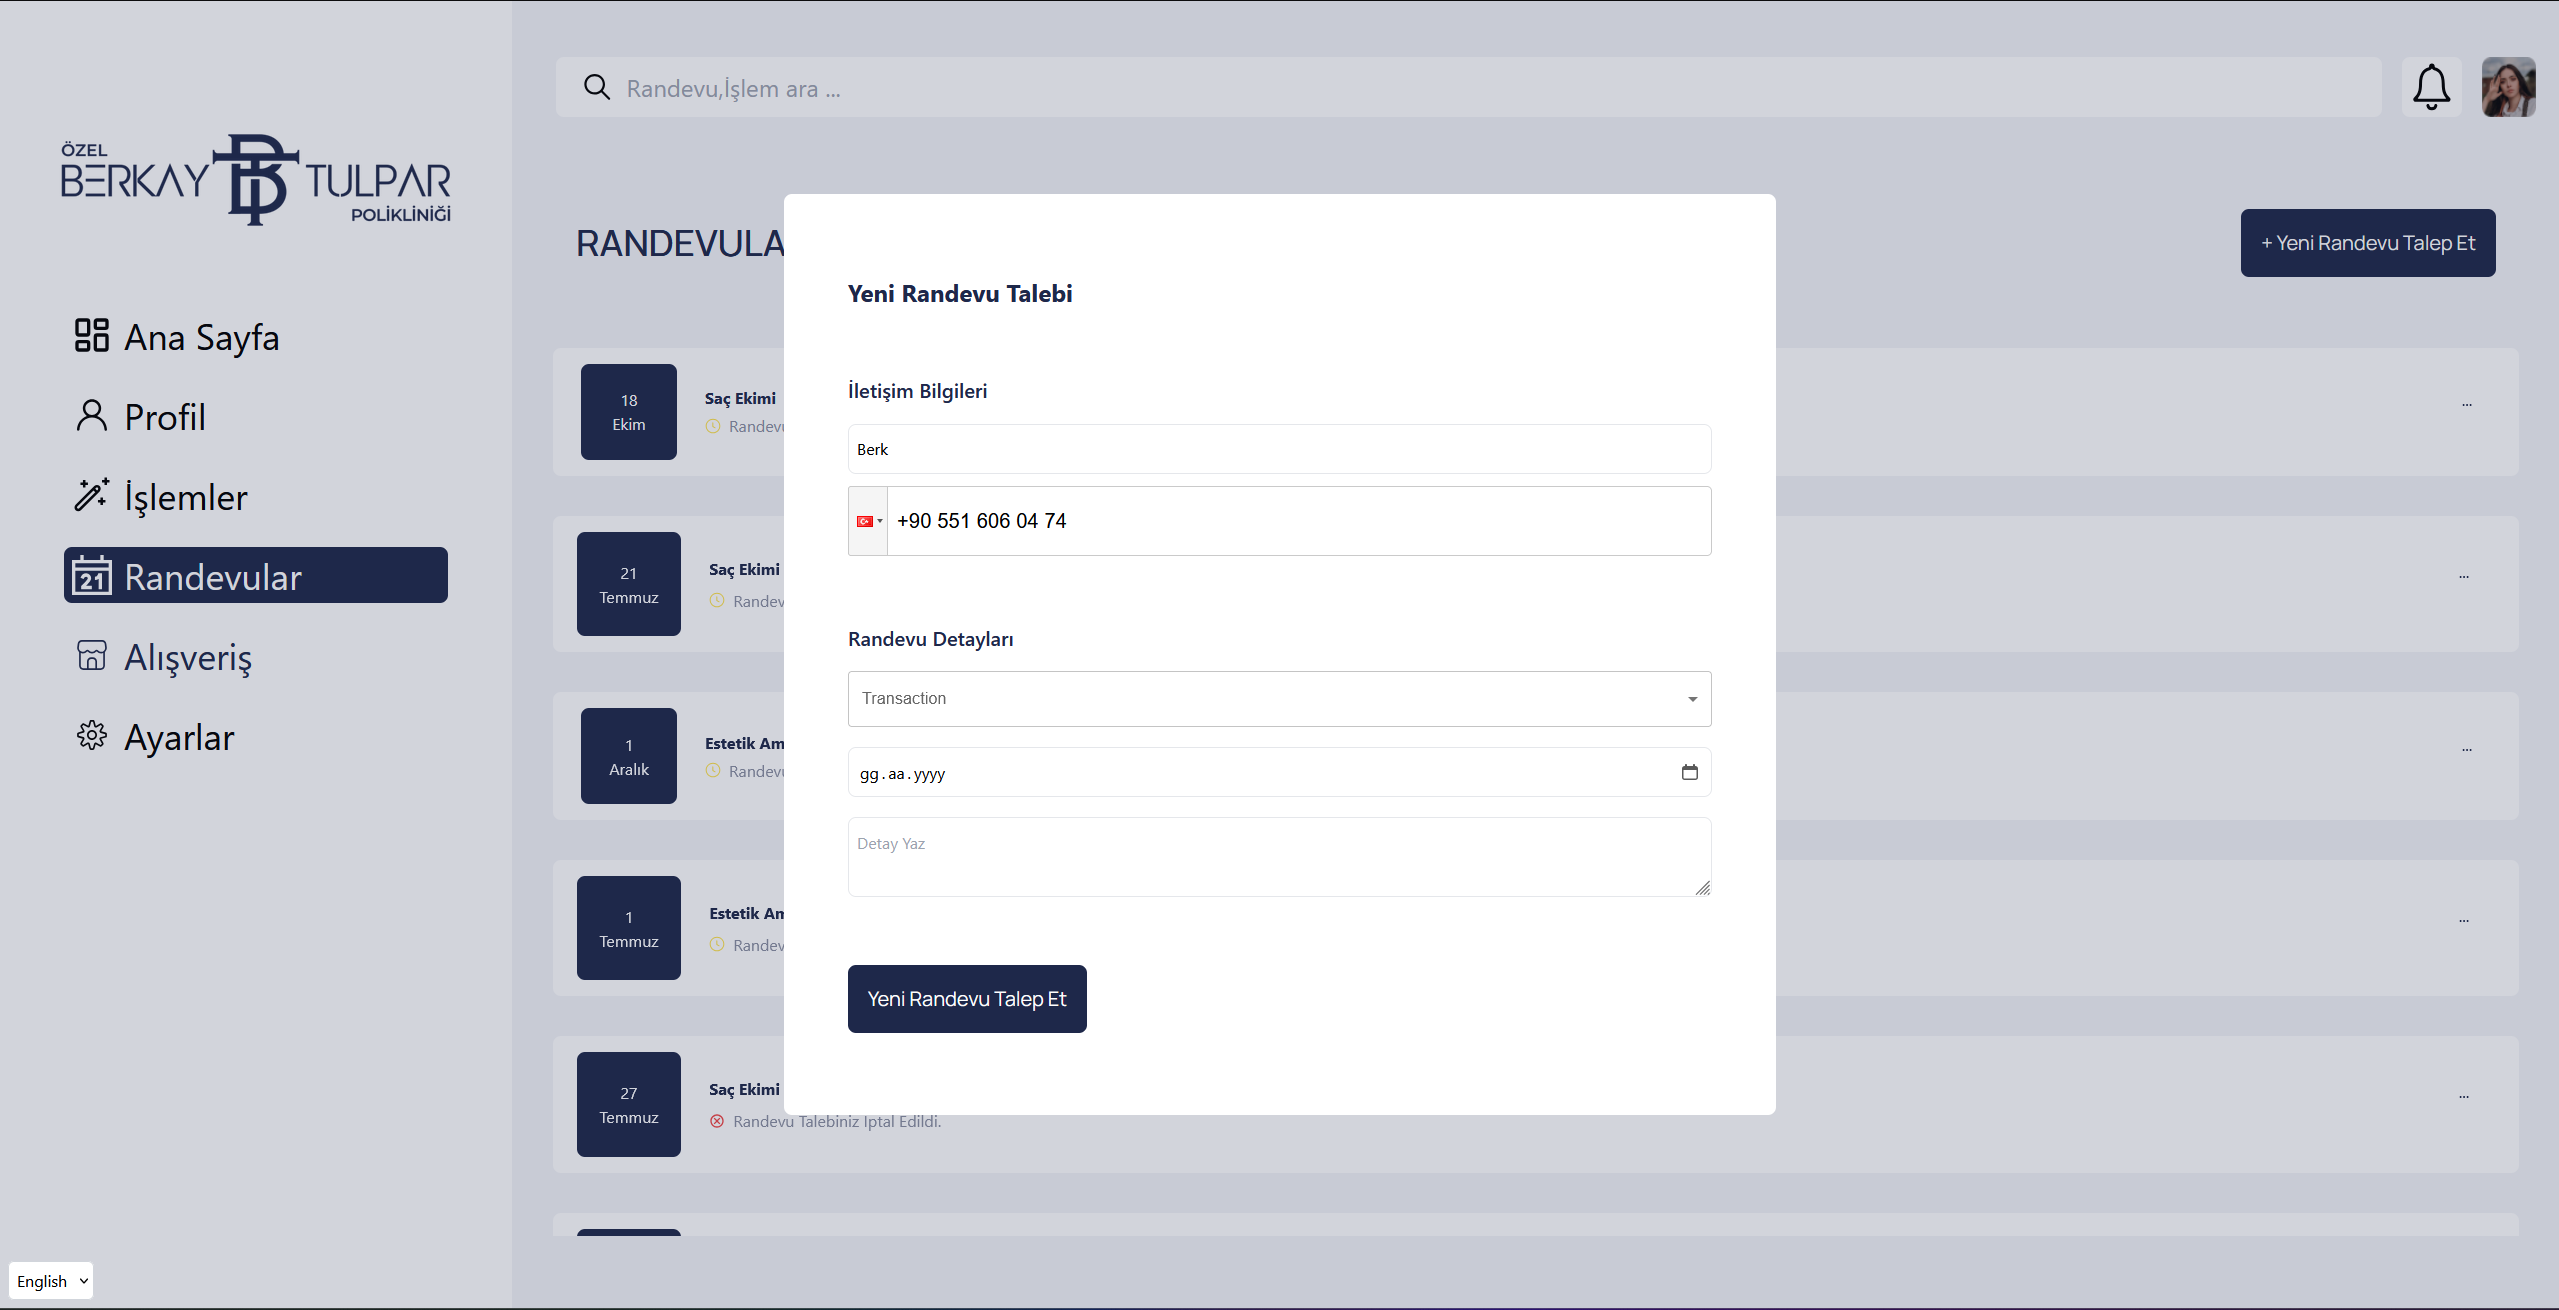 ÖZEL
BERKAY BT TULPAR
POLİKLİNİĞİ
Ana Sayfa
Profil
İşlemler
21 Randevular
Alışveriş
Ayarlar
English
Randevu,İşlem ara ...
RANDEVULA
+ Yeni Randevu Talep Et
18
Ekim
Saç Ekimi
Randevu
...
21
Temmuz
Saç Ekimi
Randev
...
1
Aralık
Estetik Am
Randevu
...
1
Temmuz
Estetik Am
Randev
...
27
Temmuz
Saç Ekimi
Randevu Talebiniz İptal Edildi.
...
Yeni Randevu Talebi
İletişim Bilgileri
Berk
+90 551 606 04 74
Randevu Detayları
Transaction
gg.aa.yyyy
Detay Yaz
Yeni Randevu Talep Et